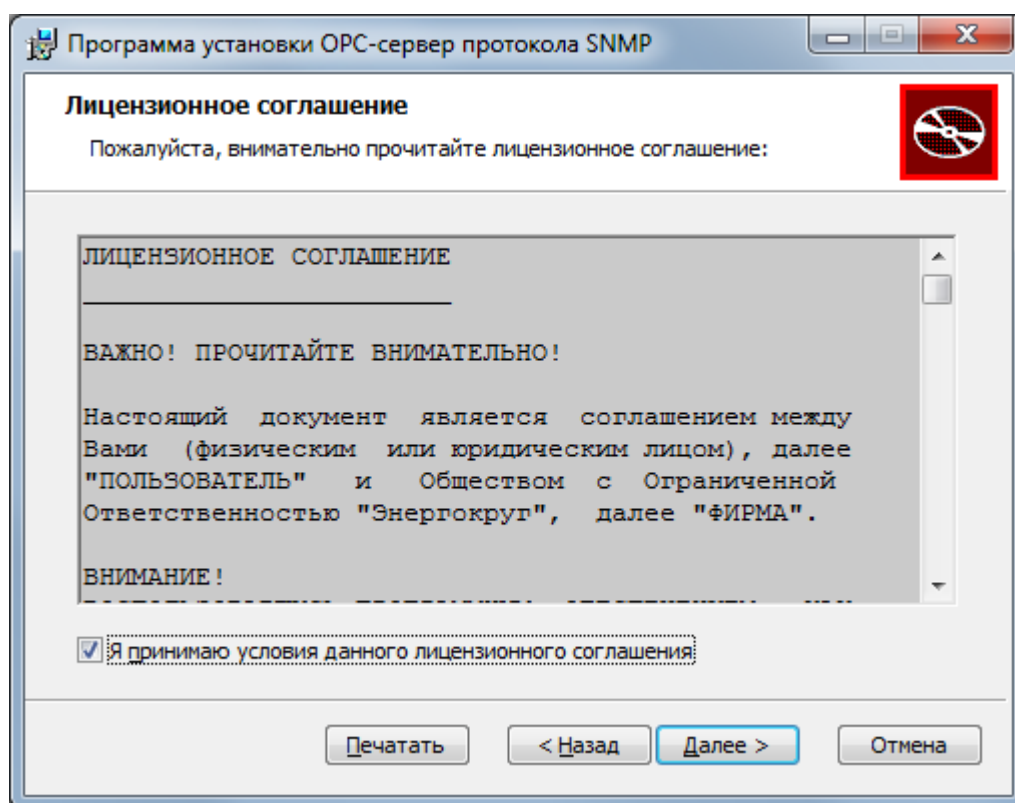 Программа установки OPC-сервер протокола SNMP
Лицензионное соглашение
Пожалуйста, внимательно прочитайте лицензионное соглашение:
ЛИЦЕНЗИОННОЕ СОГЛАШЕНИЕ
ВАЖНО! ПРОЧИТАЙТЕ ВНИМАТЕЛЬНО!
Настоящий документ является соглашением между
Вами (физическим или юридическим лицом), далее
"ПОЛЬЗОВАТЕЛЬ" и Обществом с Ограниченной
Ответственностью "Энергокруг", далее "ФИРМА".
ВНИМАНИЕ!
Я принимаю условия данного лицензионного соглашения
Печатать < Назад Далее > Отмена